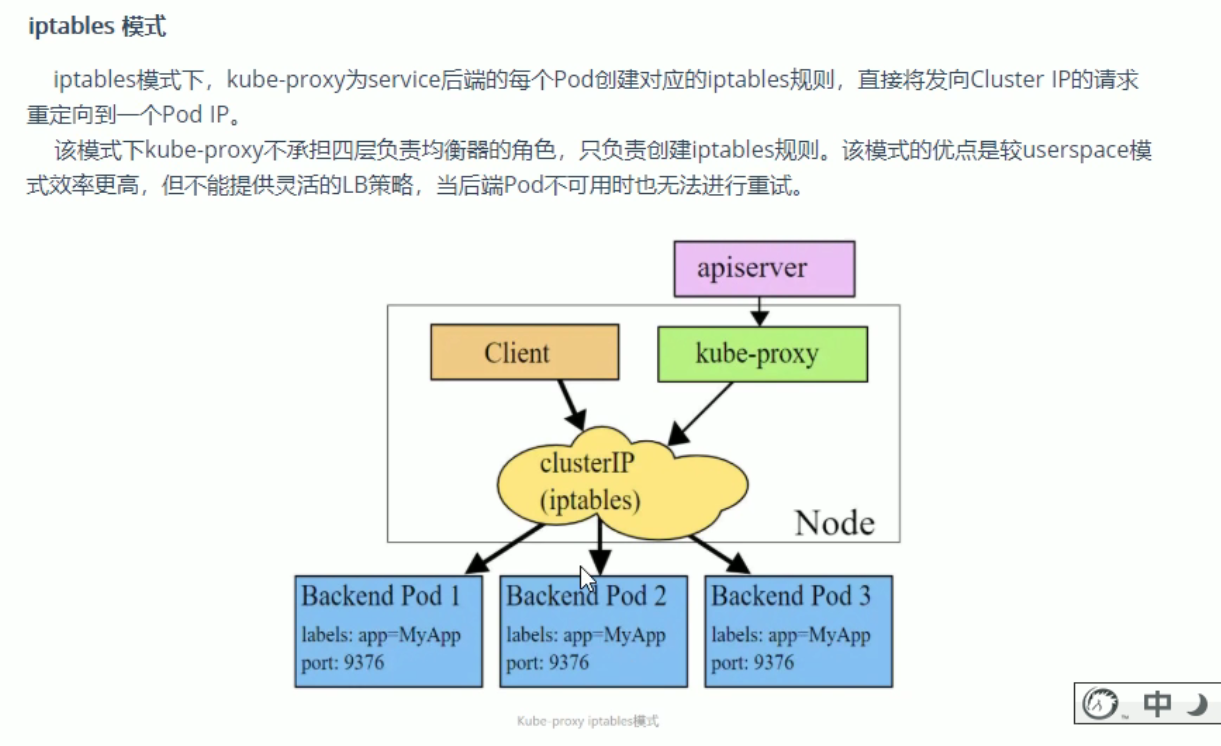 iptables 模式
iptables模式下，kube-proxy为service后端的每个Pod创建对应的iptables规则，直接将发向Cluster IP的请求
重定向到一个Pod IP。
该模式下kube-proxy不承担四层负责均衡器的角色，只负责创建iptables规则。该模式的优点是较userspace模
式效率更高，但不能提供灵活的LB策略，当后端Pod不可用时也无法进行重试。
apiserver
Client
kube-proxy
clusterIP
(iptables)
Node
Backend Pod 1
labels: app=MyApp
port: 9376
Backend Pod 2
labels: app=MyApp
port: 9376
Backend Pod 3
labels: app=MyApp
port: 9376
Kube-proxy iptables模式
中